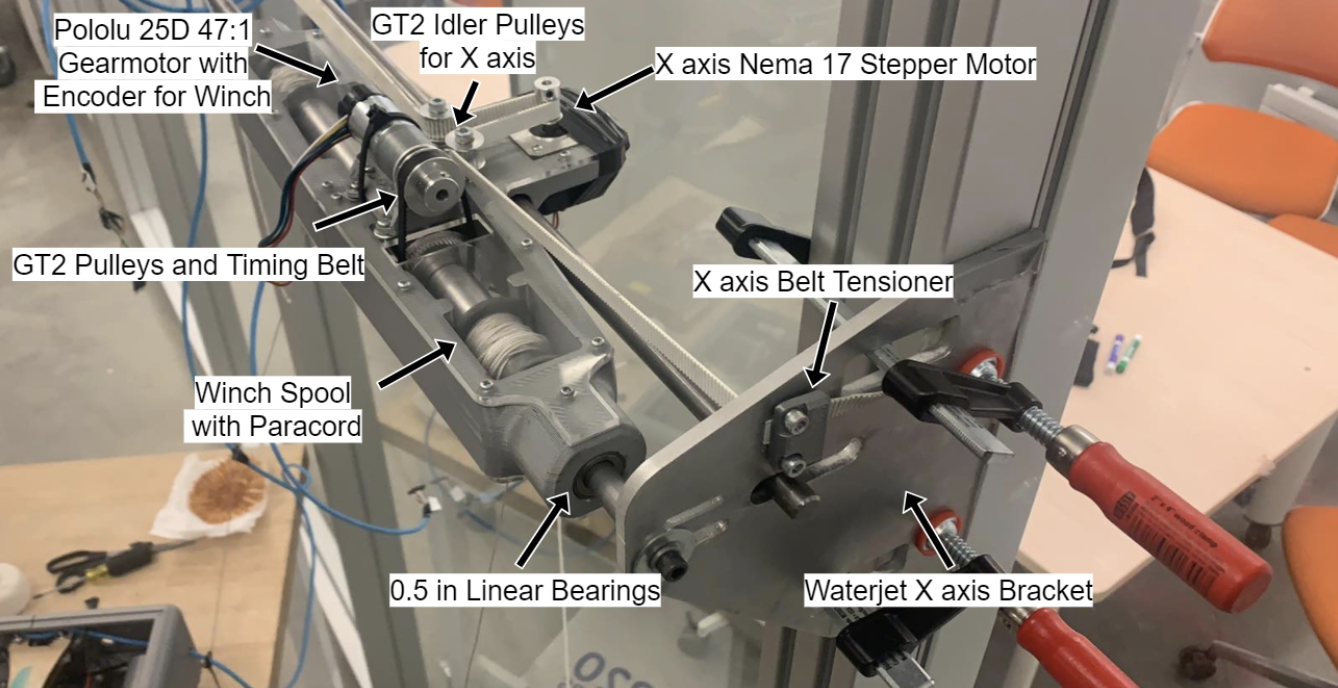 Pololu 25D 47:1
Gearmotor with
Encoder for Winch
GT2 Idler Pulleys
for X axis
X axis Nema 17 Stepper Motor
GT2 Pulleys and Timing Belt
X axis Belt Tensioner
Winch Spool
with Paracord
0.5 in Linear Bearings
Waterjet X axis Bracket